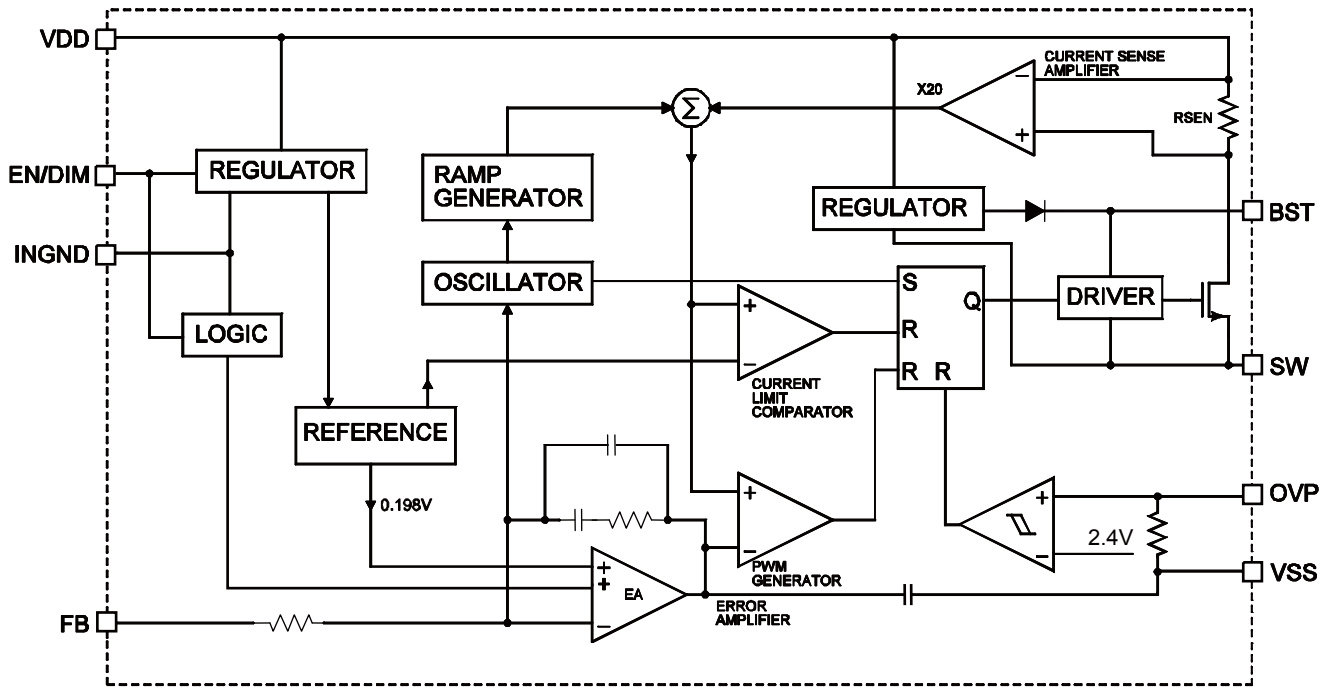 VDD
CURRENT SENSE
AMPLIFIER
X20
Σ
RSEN
EN/DIM
REGULATOR
RAMP
GENERATOR
REGULATOR
BST
INGND
OSCILLATOR
S
Q
DRIVER
LOGIC
R
R R
SW
CURRENT
LIMIT
COMPARATOR
REFERENCE
0.198V
OVP
2.4V
PWM
GENERATOR
VSS
EA
ERROR
AMPLIFIER
FB